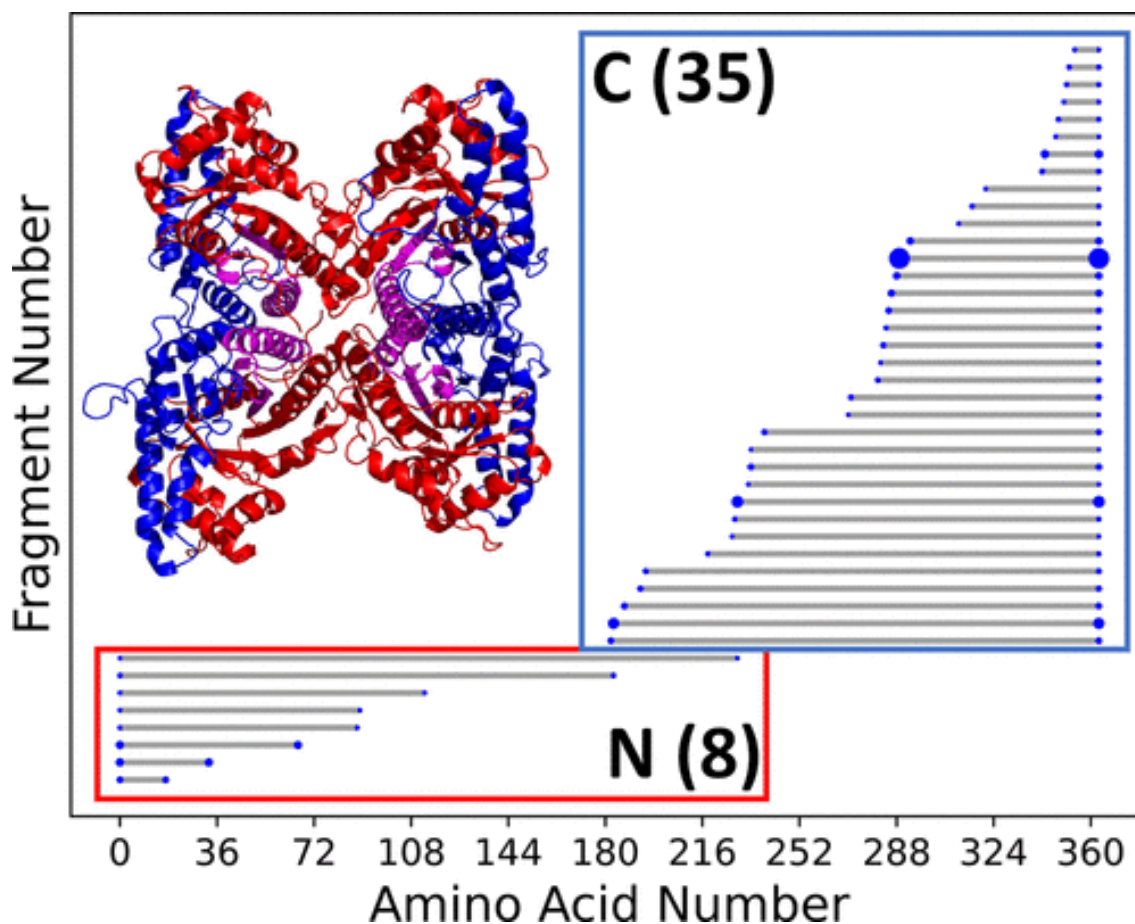 C (35)
Fragment Number
N (8)
0 36 72 108 144 180 216 252 288 324 360
Amino Acid Number